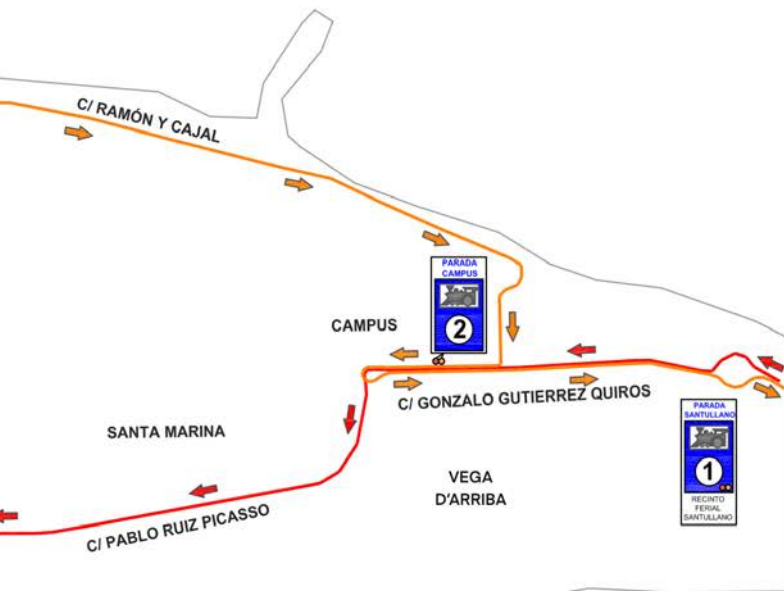 C/ RAMÓN Y CAJAL
PARADA
CAMPUS
2
CAMPUS
C/ GONZALO GUTIERREZ QUIROS
SANTA MARINA
PARADA
SANTULLANO
1
RECINTO
FERIAL
SANTULLANO
VEGA
D'ARRIBA
C/ PABLO RUIZ PICASSO